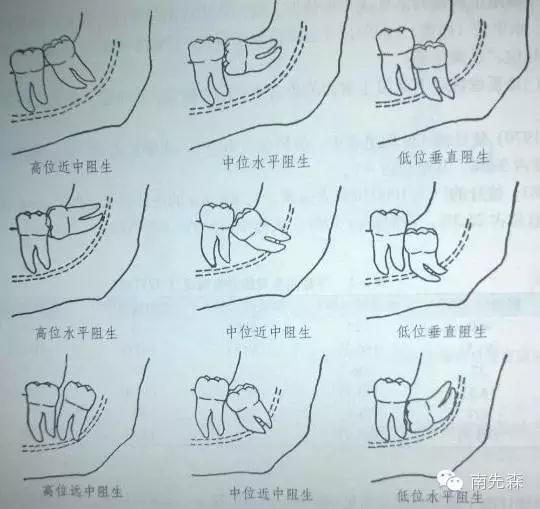 高位近中阻生
中位水平阻生
低位垂直阻生
高位水平阻生
中位近中阻生
低位垂直阻生
高位远中阻生
中位近中阻生
低位水平阻生
南先森